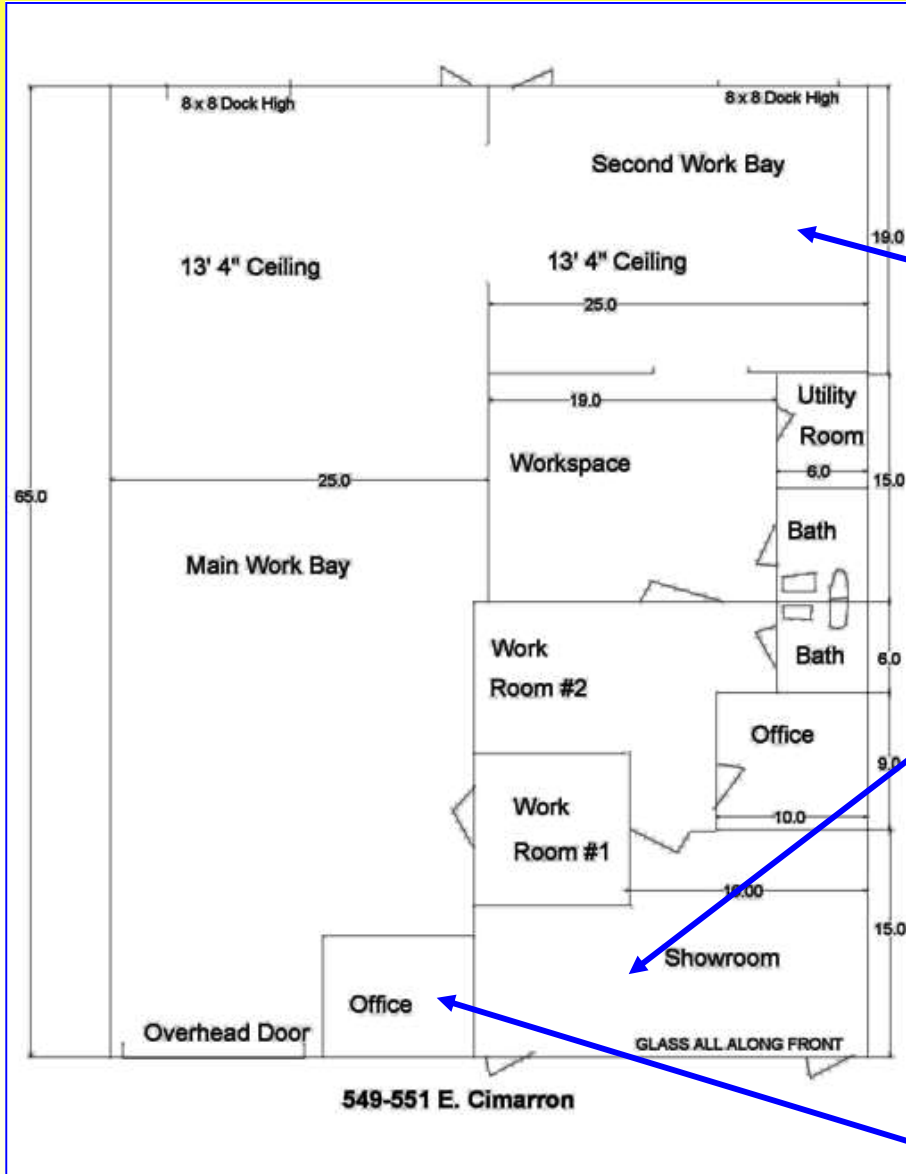 8 x 8 Dock High
8 x 8 Dock High
Second Work Bay
19.0
13' 4" Ceiling
13' 4" Ceiling
25.0
19.0
Utility
Room
Workspace
6.0
65.0
25.0
15.0
Bath
Main Work Bay
Work
Room #2
Bath
6.0
Office
9.0
Work
Room #1
10.0
15.0
Showroom
Office
Overhead Door
GLASS ALL ALONG FRONT
549-551 E. Cimarron